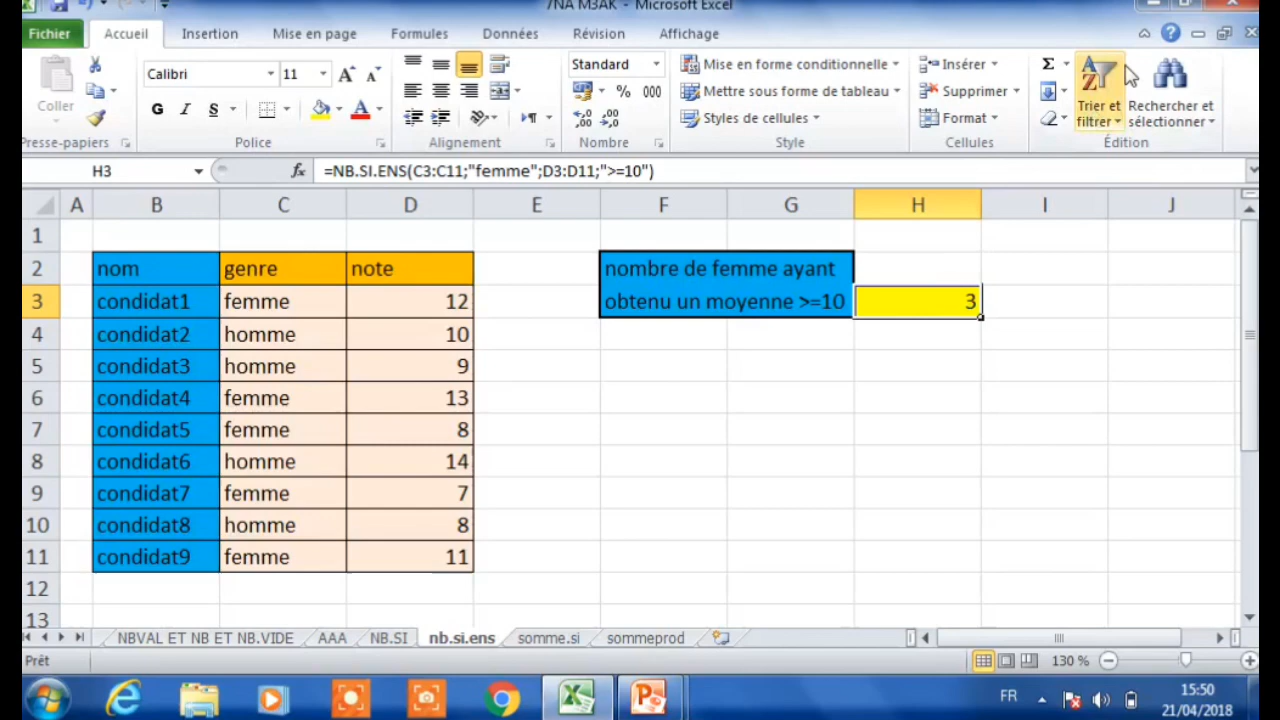 7NA M3AK - Microsoft Excel
Fichier Accueil Insertion Mise en page Formules Données Révision Affichage
Coller
Presse-papiers
Calibri 11
G I S A
Police
Alignement
Standard
% 000
Nombre
Mise en forme conditionnelle
Mettre sous forme de tableau
Styles de cellules
Style
Insérer
Supprimer
Format
Cellules
Σ
Trier et
filtrer
Rechercher et
sélectionner
Édition
H3 fx =NB.SI.ENS(C3:C11;"femme";D3:D11;">=10")
A B C D E F G H I J
1
2 nom genre note nombre de femme ayant
3 condidat1 femme 12 obtenu un moyenne >=10 3
4 condidat2 homme 10
5 condidat3 homme 9
6 condidat4 femme 13
7 condidat5 femme 8
8 condidat6 homme 14
9 condidat7 femme 7
10 condidat8 homme 8
11 condidat9 femme 11
12
13
NBVAL ET NB ET NB.VIDE AAA NB.SI nb.si.ens somme.si sommeprod
Prêt 130 %
FR 15:50
21/04/2018